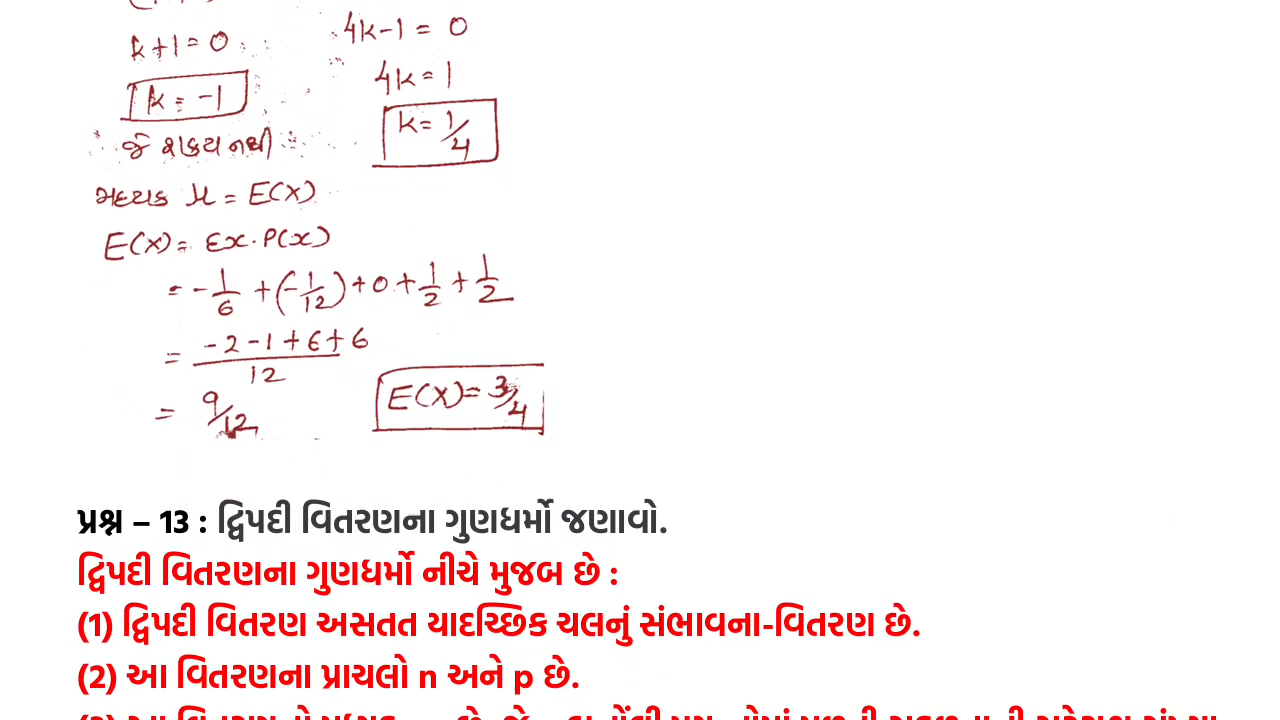 k+1=0 4k-1 = 0
k = -1 4k = 1
જે શક્ય નથી k = 1/4
મધ્યક μ = E(X)
E(X) = Σx·P(x)
= -1/6 + (-1/12) + 0 + 1/2 + 1/2
= -2-1+6+6/12
= 9/12 E(X) = 3/4
પ્રશ્ન – 13 : દ્વિપદી વિતરણના ગુણધર્મો જણાવો.
દ્વિપદી વિતરણના ગુણધર્મો નીચે મુજબ છે :
(1) દ્વિપદી વિતરણ અસતત યાદચ્છિક ચલનું સંભાવના-વિતરણ છે.
(2) આ વિતરણના પ્રાચલો n અને p છે.